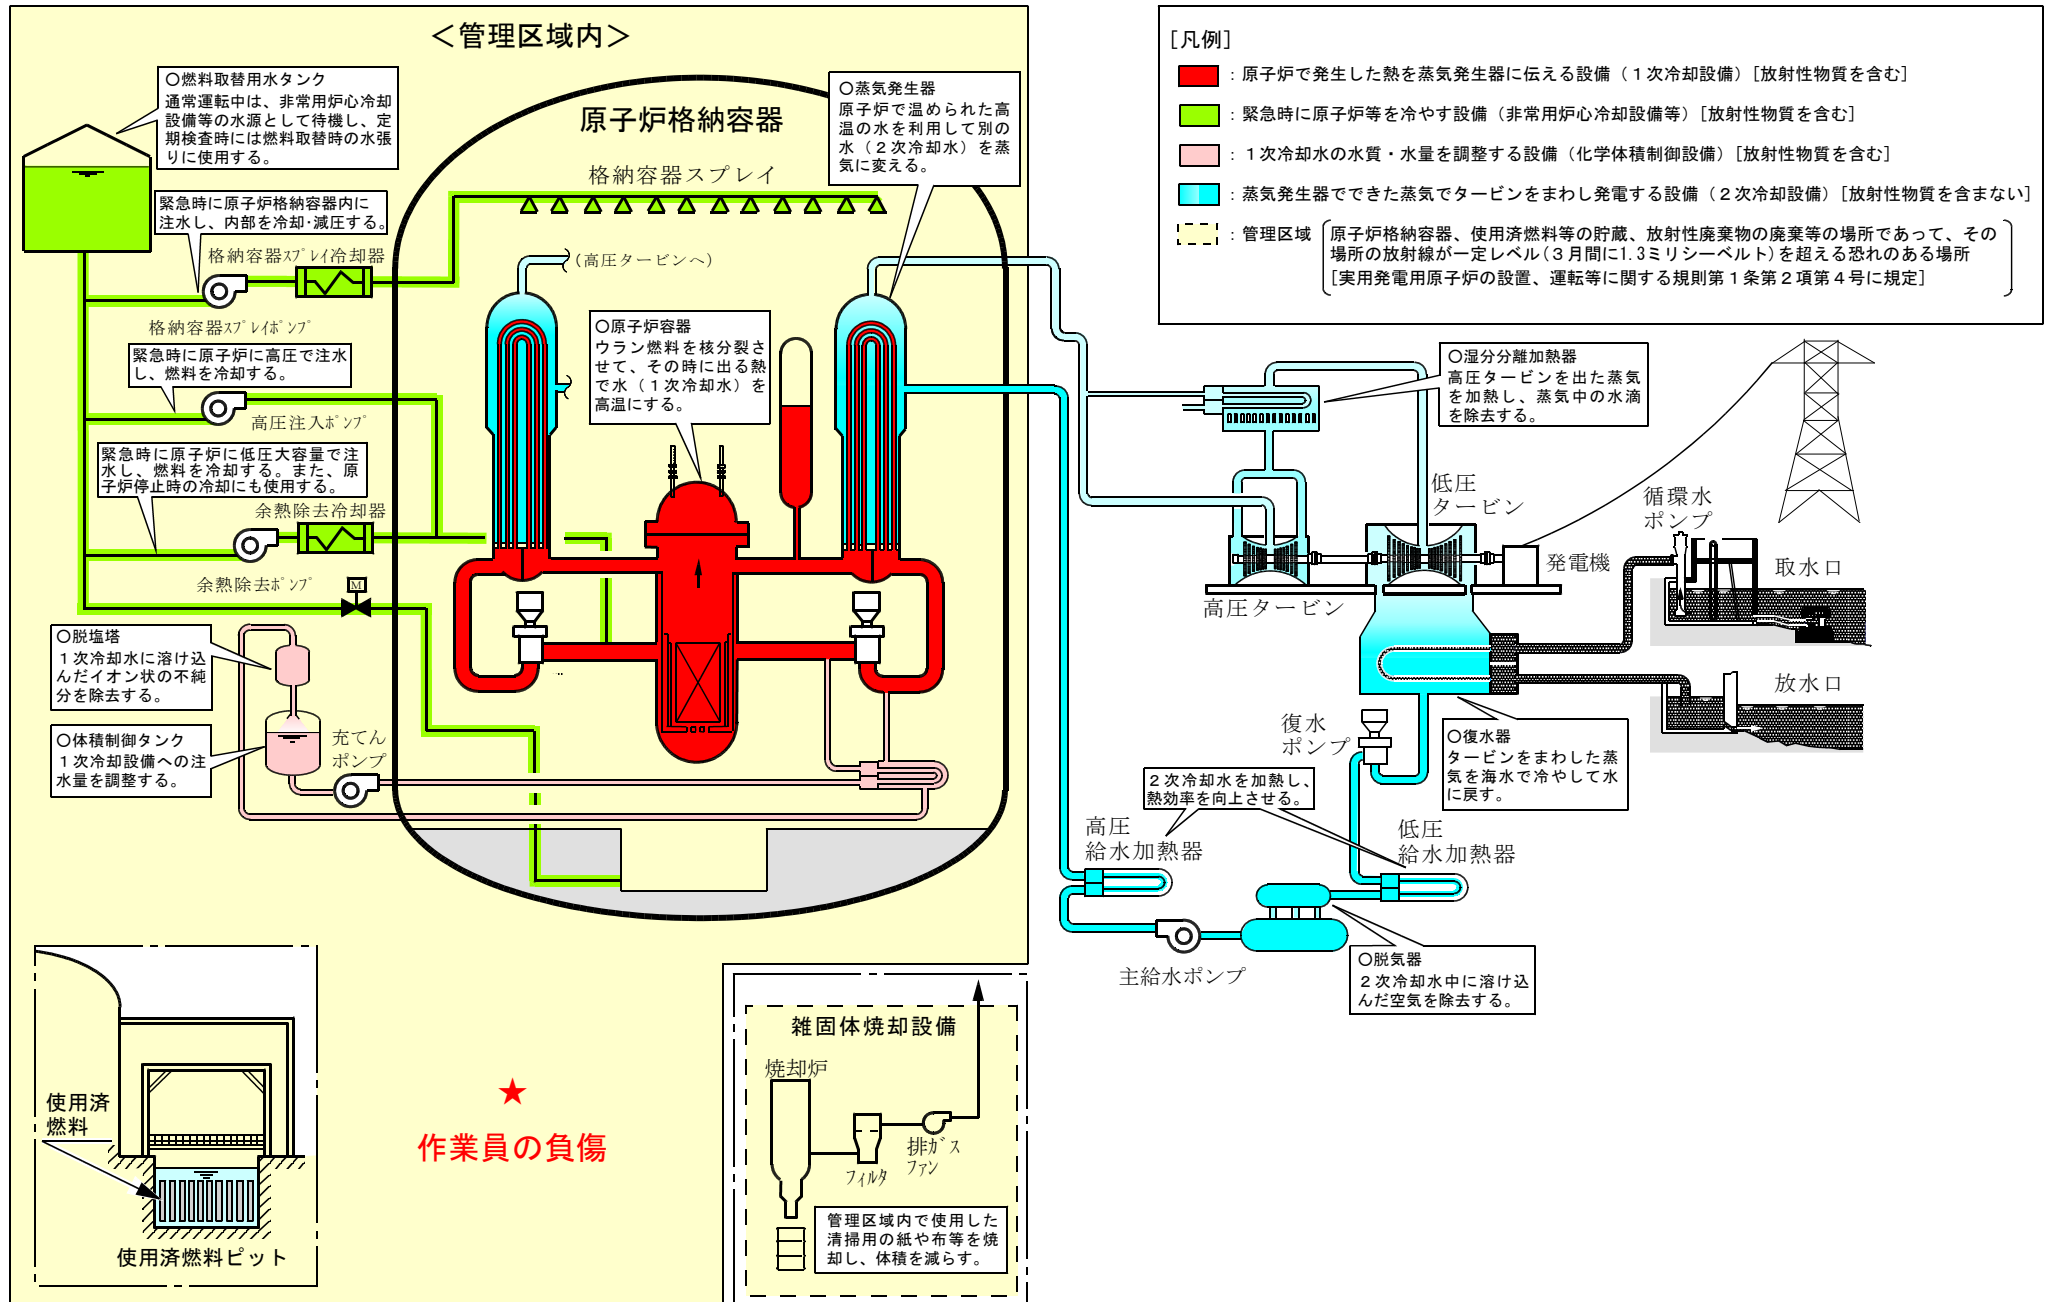 ＜管理区域内＞
○燃料取替用水タンク
通常運転中は、非常用炉心冷却
設備等の水源として待機し、定
期検査時には燃料取替時の水張
りに使用する。
緊急時に原子炉格納容器内に
注水し、内部を冷却･減圧する。
格納容器ｽﾌﾟﾚｲ冷却器
格納容器ｽﾌﾟﾚｲﾎﾟﾝﾌﾟ
緊急時に原子炉に高圧で注水
し、燃料を冷却する。
高圧注入ﾎﾟﾝﾌﾟ
緊急時に原子炉に低圧大容量で注
水し、燃料を冷却する。また、原
子炉停止時の冷却にも使用する。
余熱除去冷却器
余熱除去ﾎﾟﾝﾌﾟ
M
○脱塩塔
１次冷却水に溶け込
んだイオン状の不純
分を除去する。
○体積制御タンク
１次冷却設備への注
水量を調整する。
充てん
ポンプ
原子炉格納容器
格納容器スプレイ
○蒸気発生器
原子炉で温められた高
温の水を利用して別の
水（２次冷却水）を蒸
気に変える。
(高圧タービンへ)
○原子炉容器
ウラン燃料を核分裂さ
せて、その時に出る熱
で水（１次冷却水）を
高温にする。
[凡例]
：原子炉で発生した熱を蒸気発生器に伝える設備（１次冷却設備）[放射性物質を含む]
：緊急時に原子炉等を冷やす設備（非常用炉心冷却設備等）[放射性物質を含む]
：１次冷却水の水質・水量を調整する設備（化学体積制御設備）[放射性物質を含む]
：蒸気発生器でできた蒸気でタービンをまわし発電する設備（２次冷却設備）[放射性物質を含まない]
：管理区域
原子炉格納容器、使用済燃料等の貯蔵、放射性廃棄物の廃棄等の場所であって、その
場所の放射線が一定レベル(３月間に1.3ミリシーベルト)を超える恐れのある場所
[実用発電用原子炉の設置、運転等に関する規則第１条第２項第４号に規定]
○湿分分離加熱器
高圧タービンを出た蒸気
を加熱し、蒸気中の水滴
を除去する。
低圧
タービン
高圧タービン
発電機
循環水
ポンプ
取水口
放水口
復水
ポンプ
○復水器
タービンをまわした蒸
気を海水で冷やして水
に戻す。
２次冷却水を加熱し、
熱効率を向上させる。
高圧
給水加熱器
低圧
給水加熱器
主給水ポンプ
○脱気器
２次冷却水中に溶け込
んだ空気を除去する。
使用済
燃料
使用済燃料ピット
★
作業員の負傷
雑固体焼却設備
焼却炉
ﾌｨﾙﾀ
排ｶﾞｽ
ﾌｧﾝ
管理区域内で使用した
清掃用の紙や布等を焼
却し、体積を減らす。